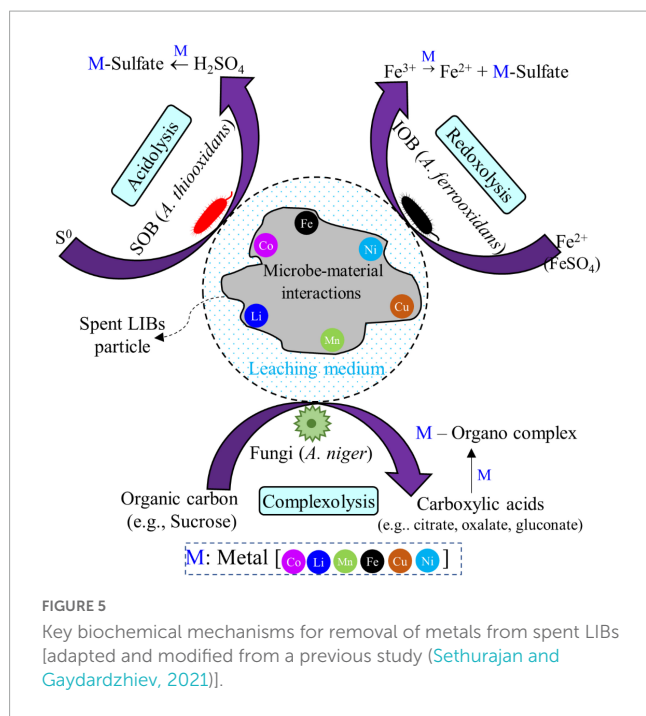 M-Sulfate ← M H₂SO₄
Fe³⁺ → M Fe²⁺ + M-Sulfate
Acidolysis
SOB (A. thiooxidans)
IOB (A. ferrooxidans)
Redoxolysis
S⁰
Fe²⁺
(FeSO₄)
Fe
Co
Ni
Microbe-material
interactions
Li
Cu
Mn
Spent LIBs
particle
Leaching medium
Fungi (A. niger)
M – Organo complex
M
Organic carbon
(e.g., Sucrose)
Complexolysis
Carboxylic acids
(e.g.. citrate, oxalate, gluconate)
M: Metal [ Co Li Mn Fe Cu Ni ]
FIGURE 5
Key biochemical mechanisms for removal of metals from spent LIBs
[adapted and modified from a previous study (Sethurajan and
Gaydardzhiev, 2021)].